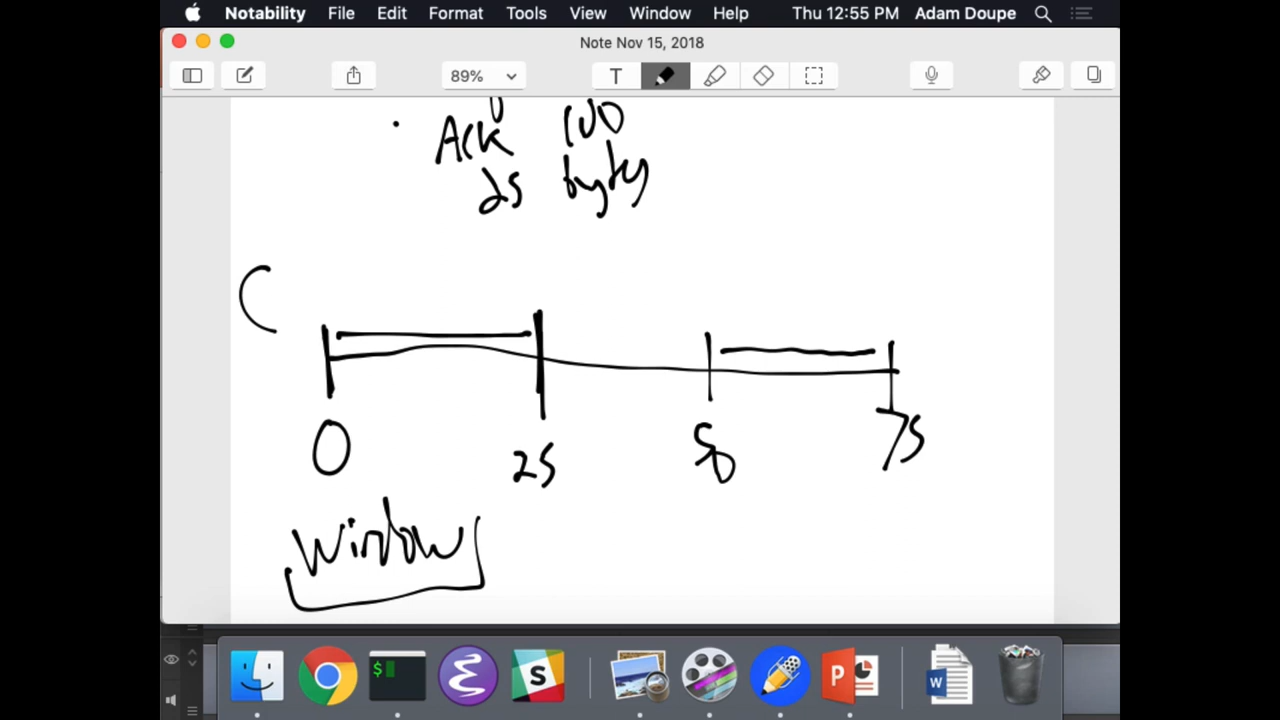 Notability File Edit Format Tools View Window Help Thu 12:55 PM Adam Doupe
Note Nov 15, 2018
89%
T
Ack 100
25 bytes
C
0 25 50 75
Window
$
S
P
W